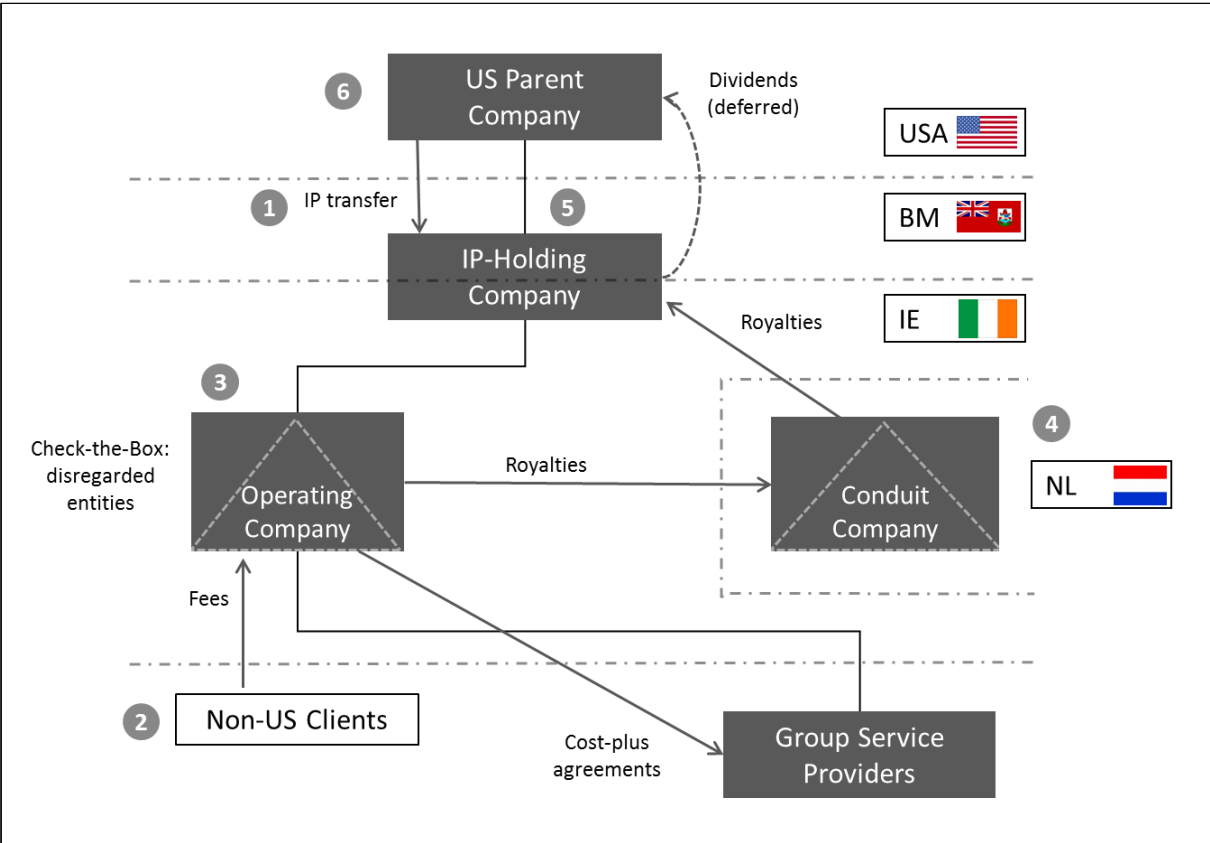 6
US Parent
Company
Dividends
(deferred)
USA
1
IP transfer
5
BM
IP-Holding
Company
IE
Royalties
3
4
Check-the-Box:
disregarded
entities
Operating
Company
Royalties
Conduit
Company
NL
Fees
2
Non-US Clients
Cost-plus
agreements
Group Service
Providers